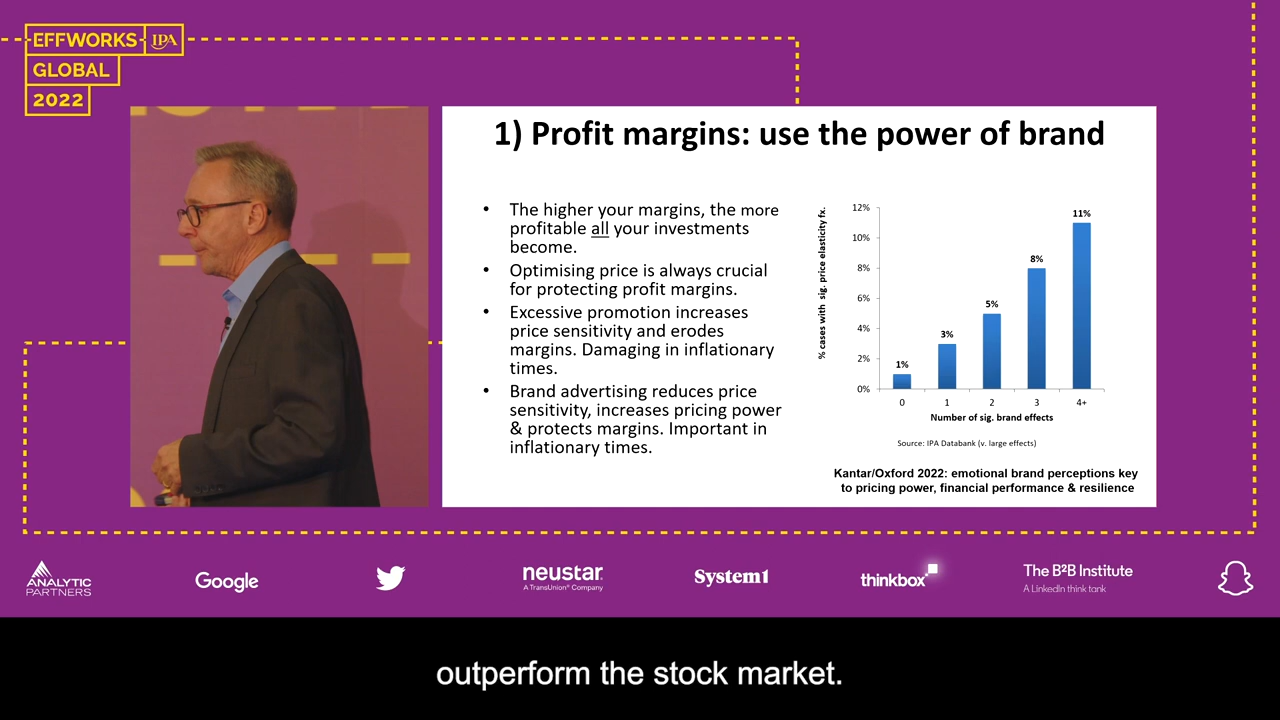 EFFWORKS IPA
GLOBAL
2022
1) Profit margins: use the power of brand
• The higher your margins, the more
profitable all your investments
become.
• Optimising price is always crucial
for protecting profit margins.
• Excessive promotion increases
price sensitivity and erodes
margins. Damaging in inflationary
times.
• Brand advertising reduces price
sensitivity, increases pricing power
& protects margins. Important in
inflationary times.
% cases with sig. price elasticity fx.
12%
10%
8%
6%
4%
2%
0%
1%
3%
5%
8%
11%
0 1 2 3 4+
Number of sig. brand effects
Source: IPA Databank (v. large effects)
Kantar/Oxford 2022: emotional brand perceptions key
to pricing power, financial performance & resilience
ANALYTIC
PARTNERS
Google
neustar
A TransUnion® Company
System1
thinkbox
The B2B Institute
A LinkedIn think tank
outperform the stock market.